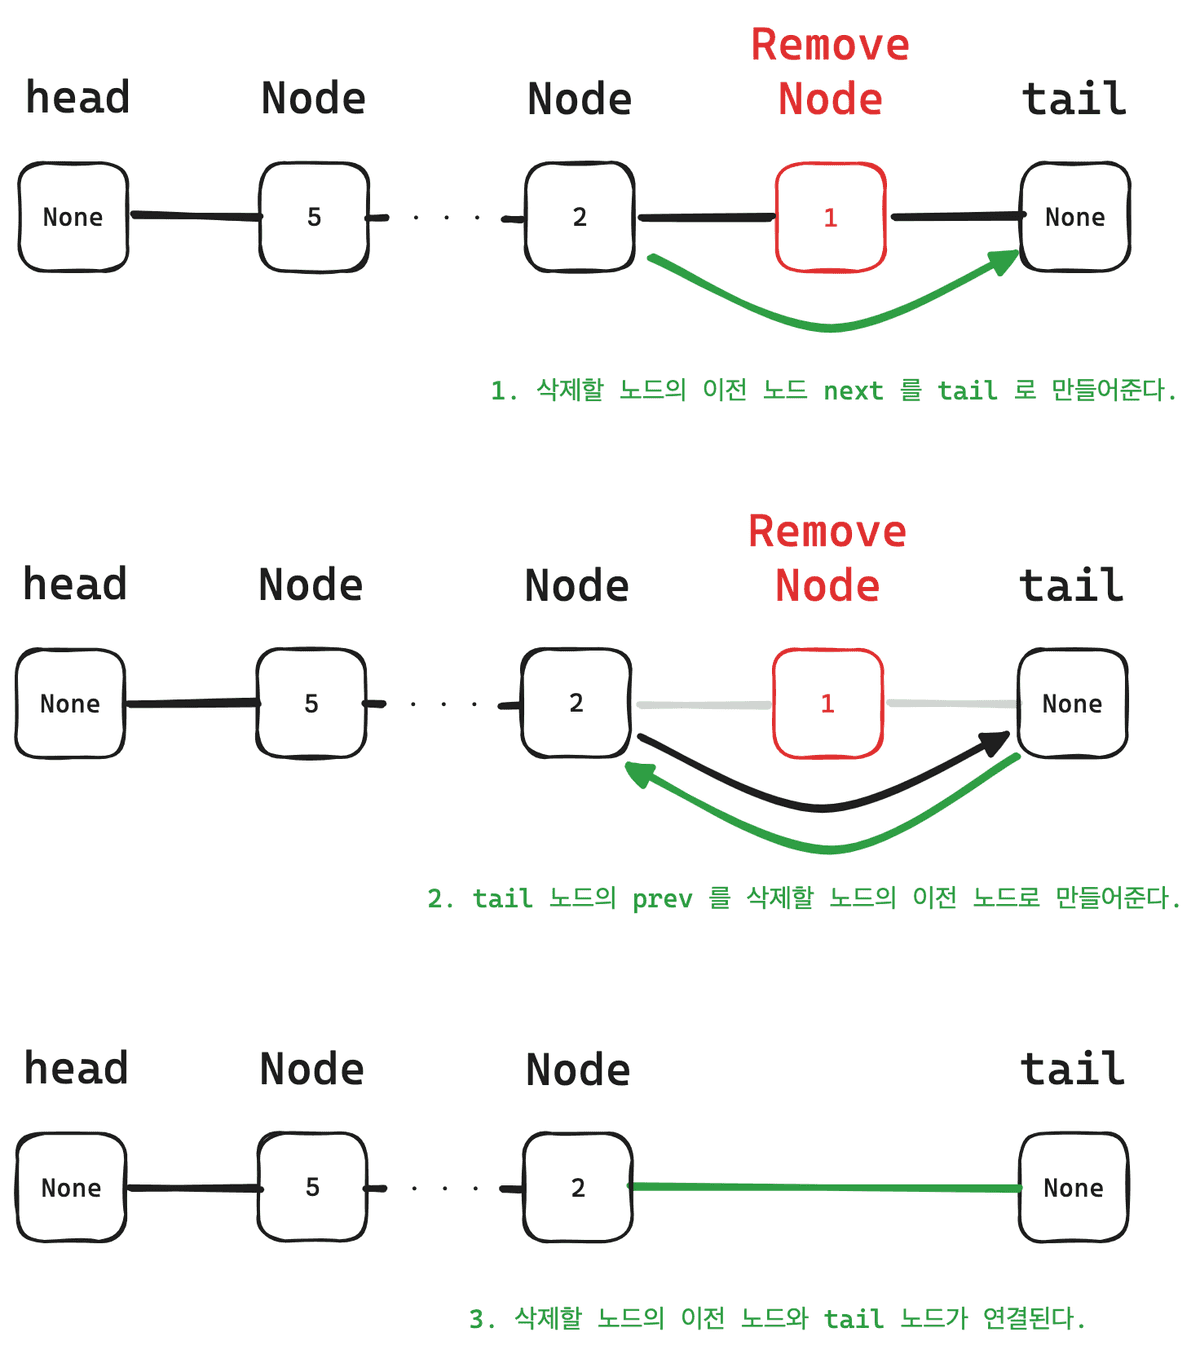 Remove
head Node Node Node tail
None 5 · · · 2 1 None
1. 삭제할 노드의 이전 노드 next 를 tail 로 만들어준다.
Remove
head Node Node Node tail
None 5 · · · 2 1 None
2. tail 노드의 prev 를 삭제할 노드의 이전 노드로 만들어준다.
head Node Node tail
None 5 · · · 2 None
3. 삭제할 노드의 이전 노드와 tail 노드가 연결된다.